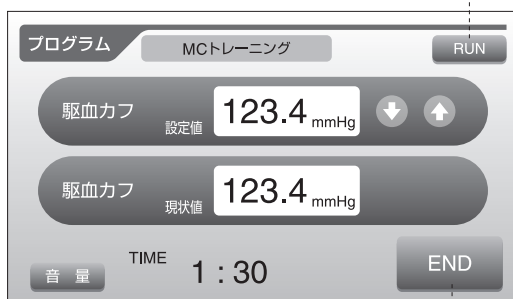 プログラム
MCトレーニング
RUN
駆血カフ
設定値
123.4 mmHg
駆血カフ
現状値
123.4 mmHg
音 量
TIME
1 : 30
END